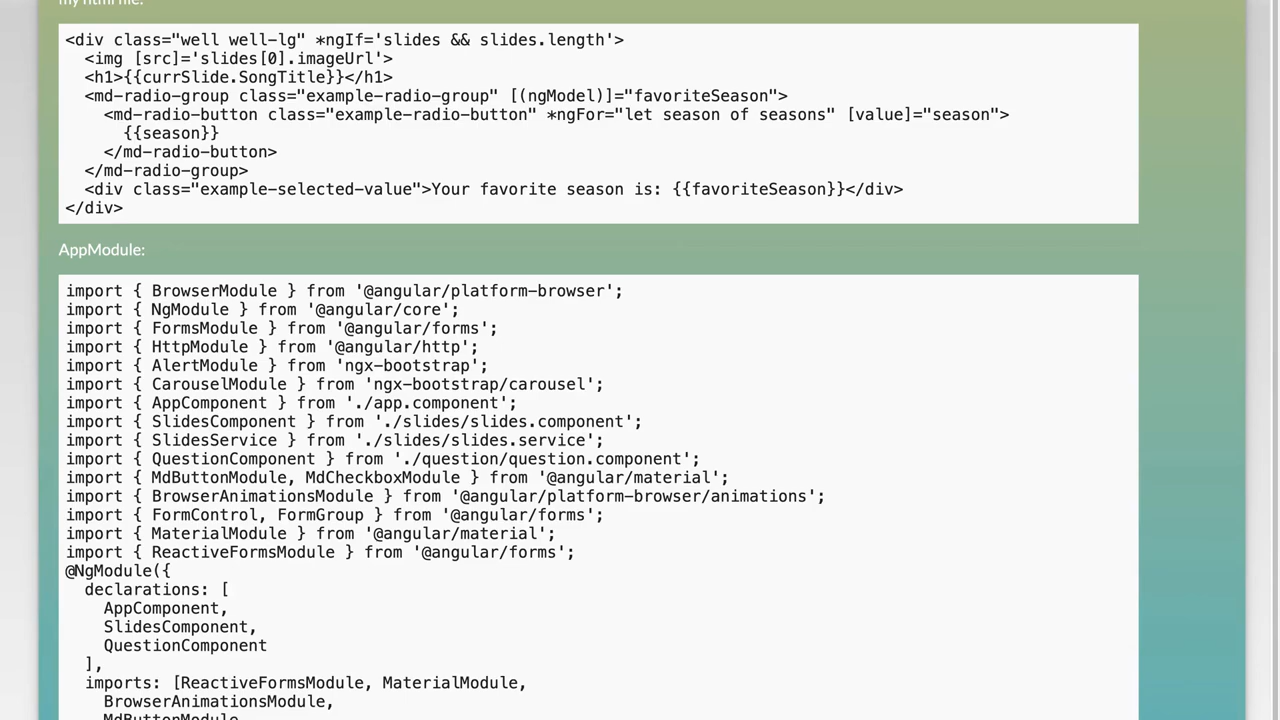 my html file:
<div class="well well-lg" *ngIf='slides && slides.length'>
  <img [src]='slides[0].imageUrl'>
  <h1>{{currSlide.SongTitle}}</h1>
  <md-radio-group class="example-radio-group" [(ngModel)]="favoriteSeason">
    <md-radio-button class="example-radio-button" *ngFor="let season of seasons" [value]="season">
      {{season}}
    </md-radio-button>
  </md-radio-group>
  <div class="example-selected-value">Your favorite season is: {{favoriteSeason}}</div>
</div>
AppModule:
import { BrowserModule } from '@angular/platform-browser';
import { NgModule } from '@angular/core';
import { FormsModule } from '@angular/forms';
import { HttpModule } from '@angular/http';
import { AlertModule } from 'ngx-bootstrap';
import { CarouselModule } from 'ngx-bootstrap/carousel';
import { AppComponent } from './app.component';
import { SlidesComponent } from './slides/slides.component';
import { SlidesService } from './slides/slides.service';
import { QuestionComponent } from './question/question.component';
import { MdButtonModule, MdCheckboxModule } from '@angular/material';
import { BrowserAnimationsModule } from '@angular/platform-browser/animations';
import { FormControl, FormGroup } from '@angular/forms';
import { MaterialModule } from '@angular/material';
import { ReactiveFormsModule } from '@angular/forms';
@NgModule({
  declarations: [
    AppComponent,
    SlidesComponent,
    QuestionComponent
  ],
  imports: [ReactiveFormsModule, MaterialModule,
    BrowserAnimationsModule,
    MdButtonModule,